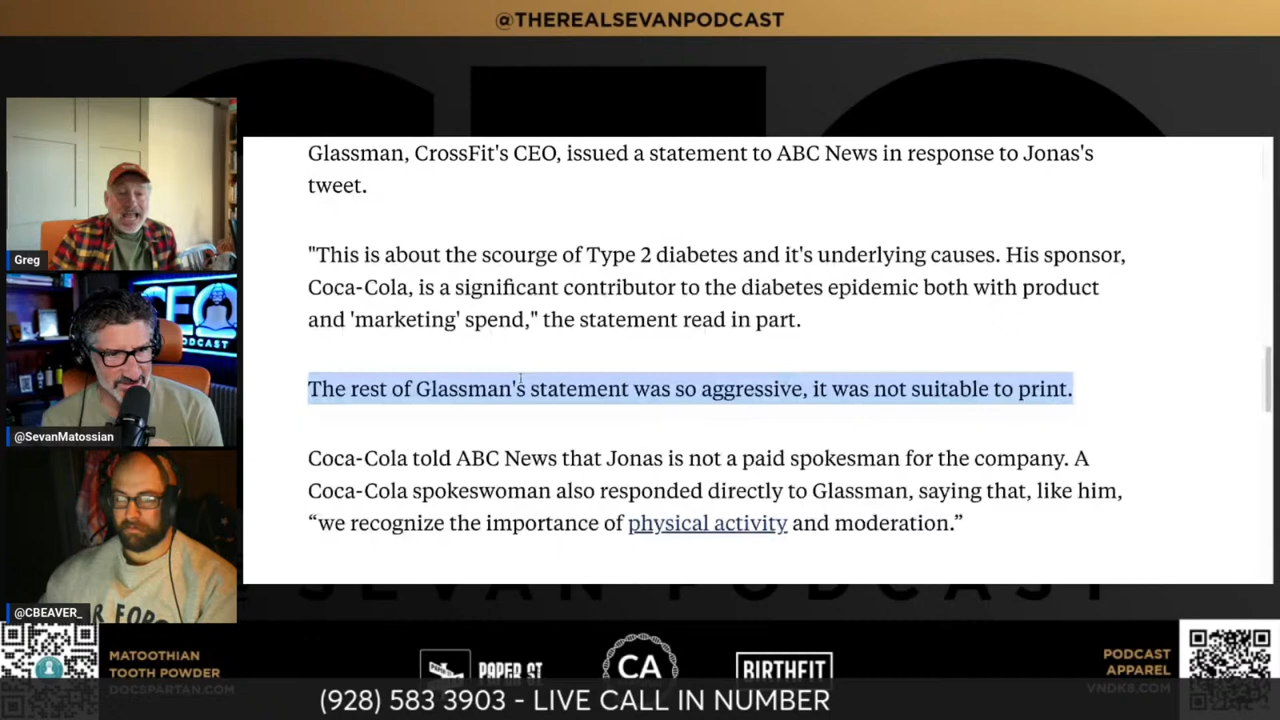 @THEREALSEVANPODCAST
Greg
@SevanMatossian
@CBEAVER_
Glassman, CrossFit's CEO, issued a statement to ABC News in response to Jonas's
tweet.
"This is about the scourge of Type 2 diabetes and it's underlying causes. His sponsor,
Coca-Cola, is a significant contributor to the diabetes epidemic both with product
and 'marketing' spend," the statement read in part.
The rest of Glassman's statement was so aggressive, it was not suitable to print.
Coca-Cola told ABC News that Jonas is not a paid spokesman for the company. A
Coca-Cola spokeswoman also responded directly to Glassman, saying that, like him,
“we recognize the importance of physical activity and moderation.”
SEVAN PODCAST
MATOOTHIAN
TOOTH POWDER
DOCSPARTAN.COM
PAPER ST
CA
BIRTHFIT
PODCAST
APPAREL
VNDK8.COM
(928) 583 3903 - LIVE CALL IN NUMBER